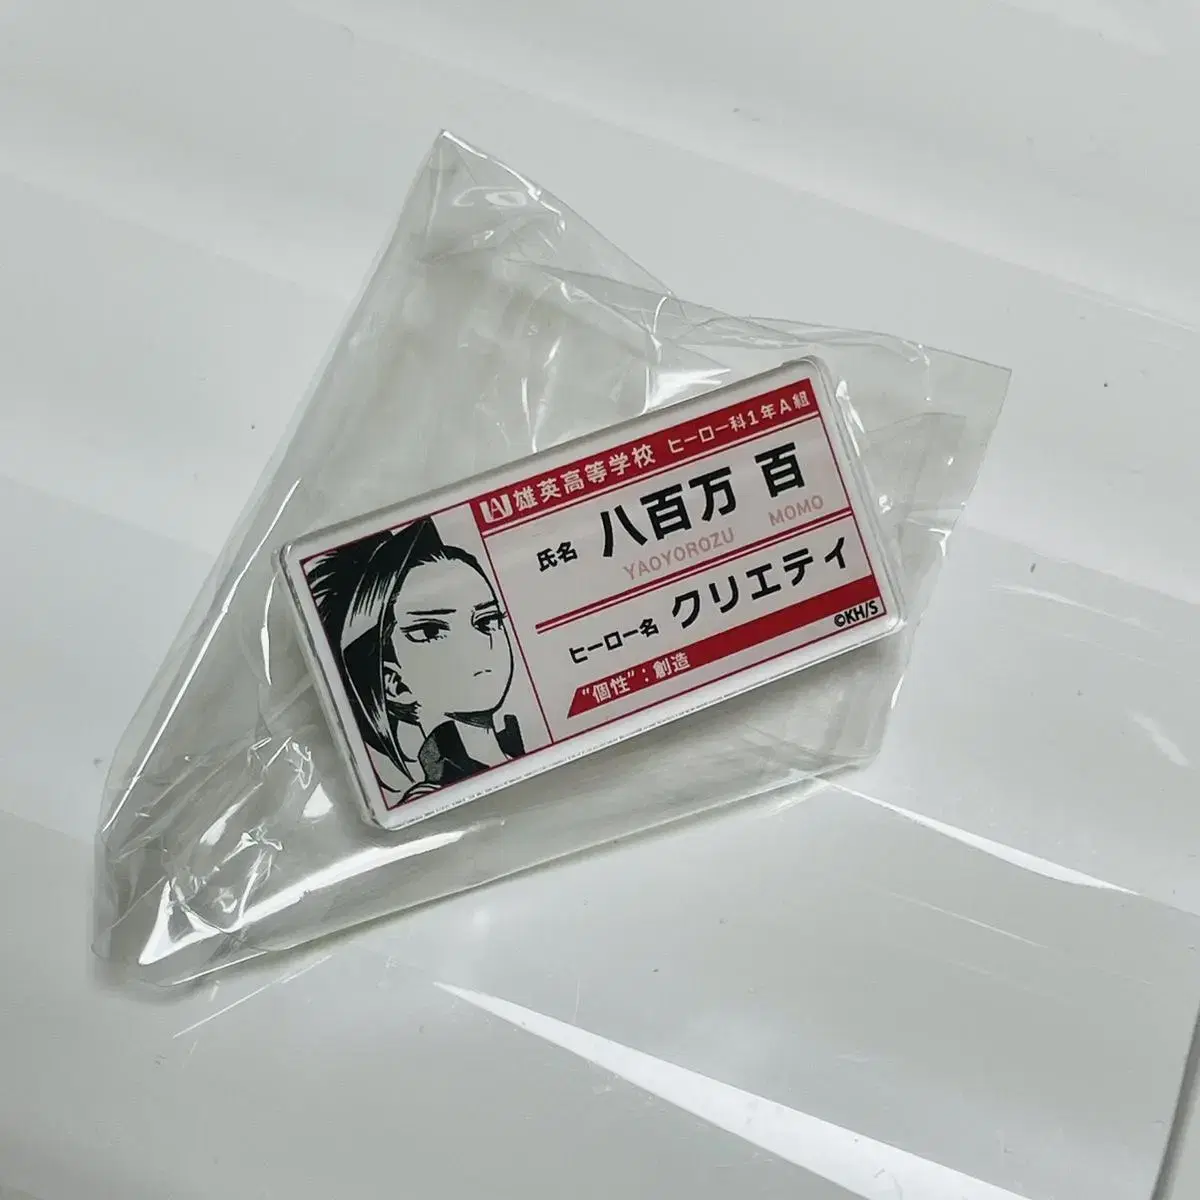 UA 雄英高等学校 ヒーロー科1年A組
氏名 八百万 百
YAOYOROZU MOMO
ヒーロー名 クリエティ
"個性":創造
©KH/S